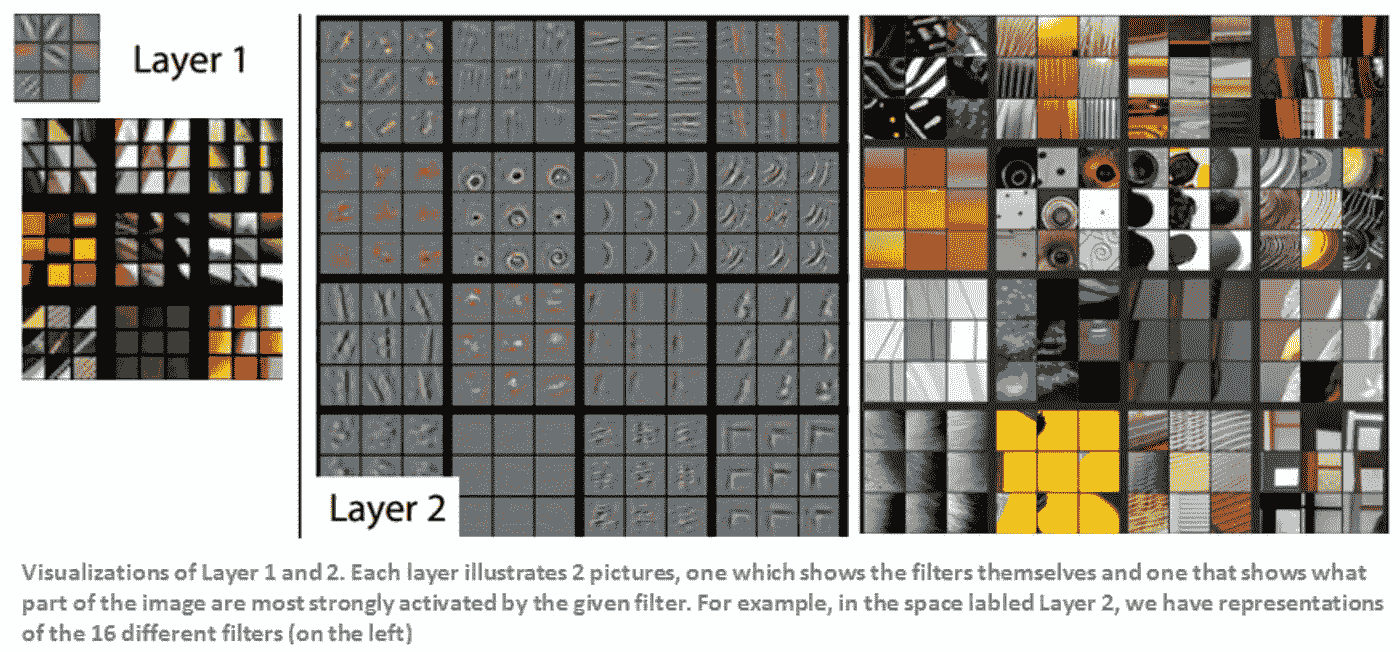 Layer 1
Layer 2
Visualizations of Layer 1 and 2. Each layer illustrates 2 pictures, one which shows the filters themselves and one that shows what
part of the image are most strongly activated by the given filter. For example, in the space labled Layer 2, we have representations
of the 16 different filters (on the left)